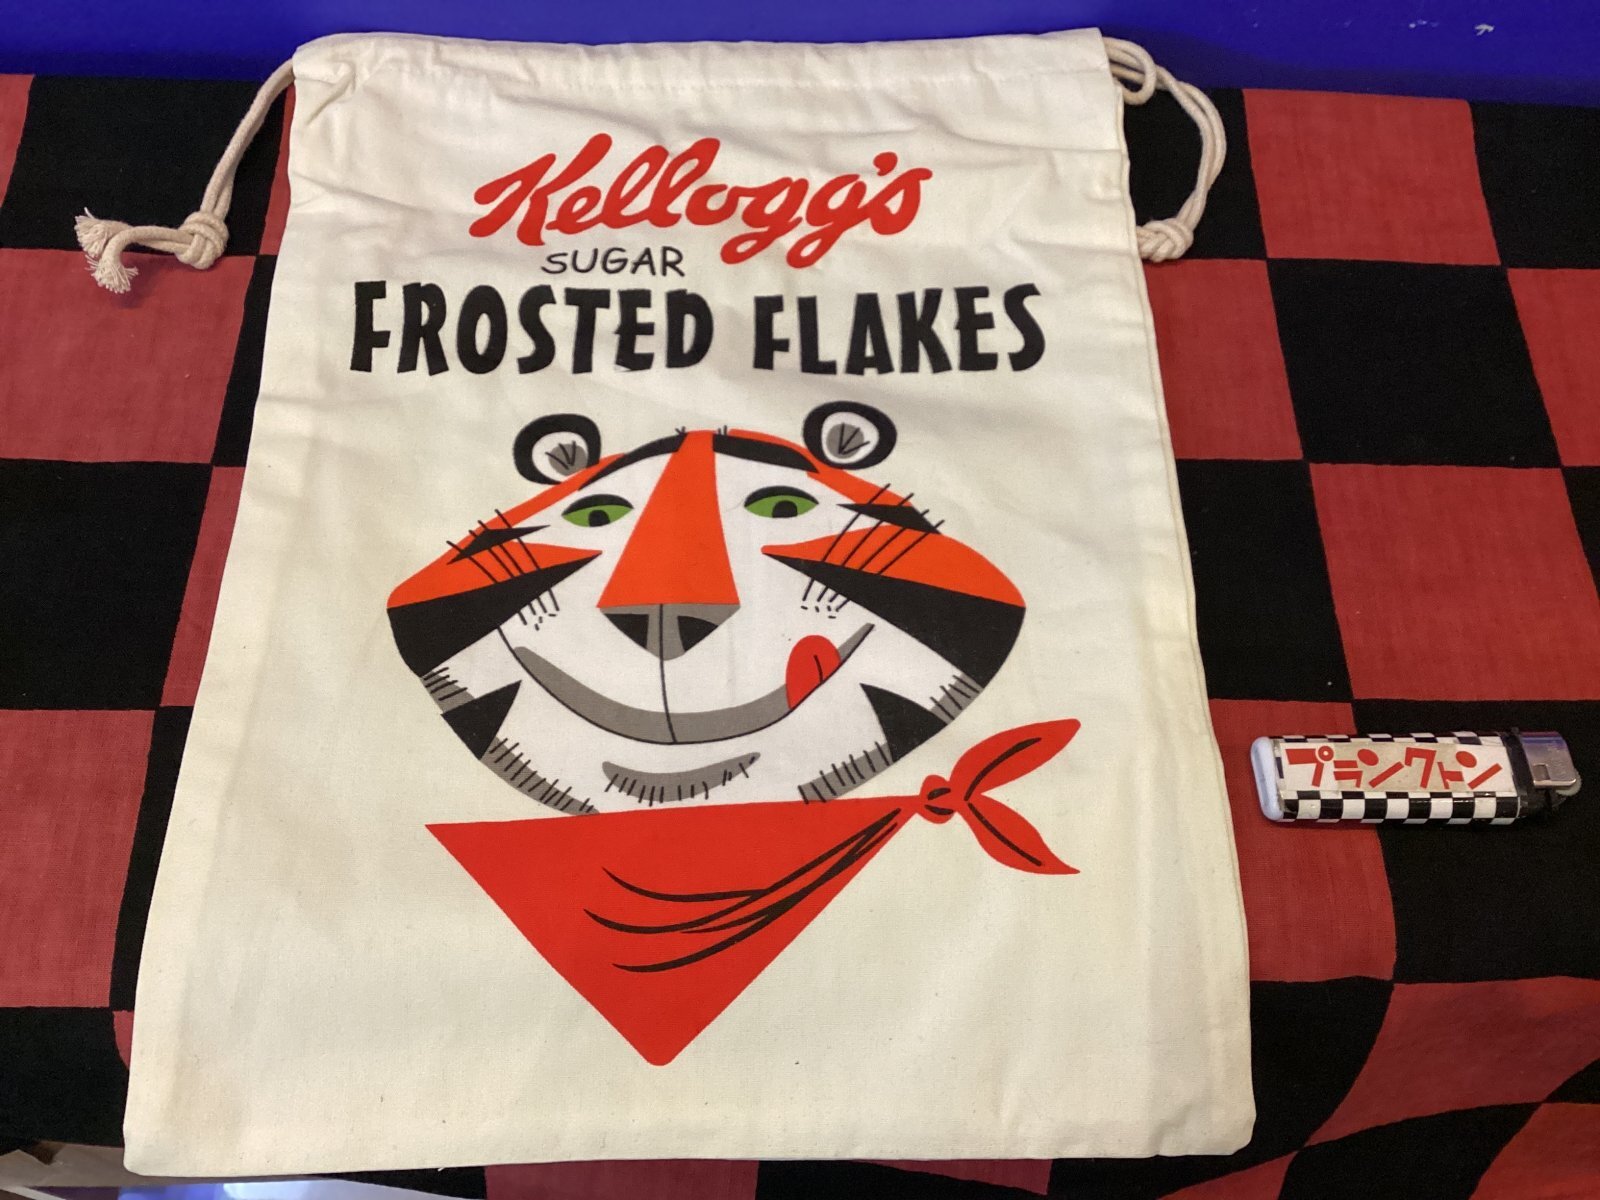 Kellogg's
SUGAR
FROSTED FLAKES
プランクトン